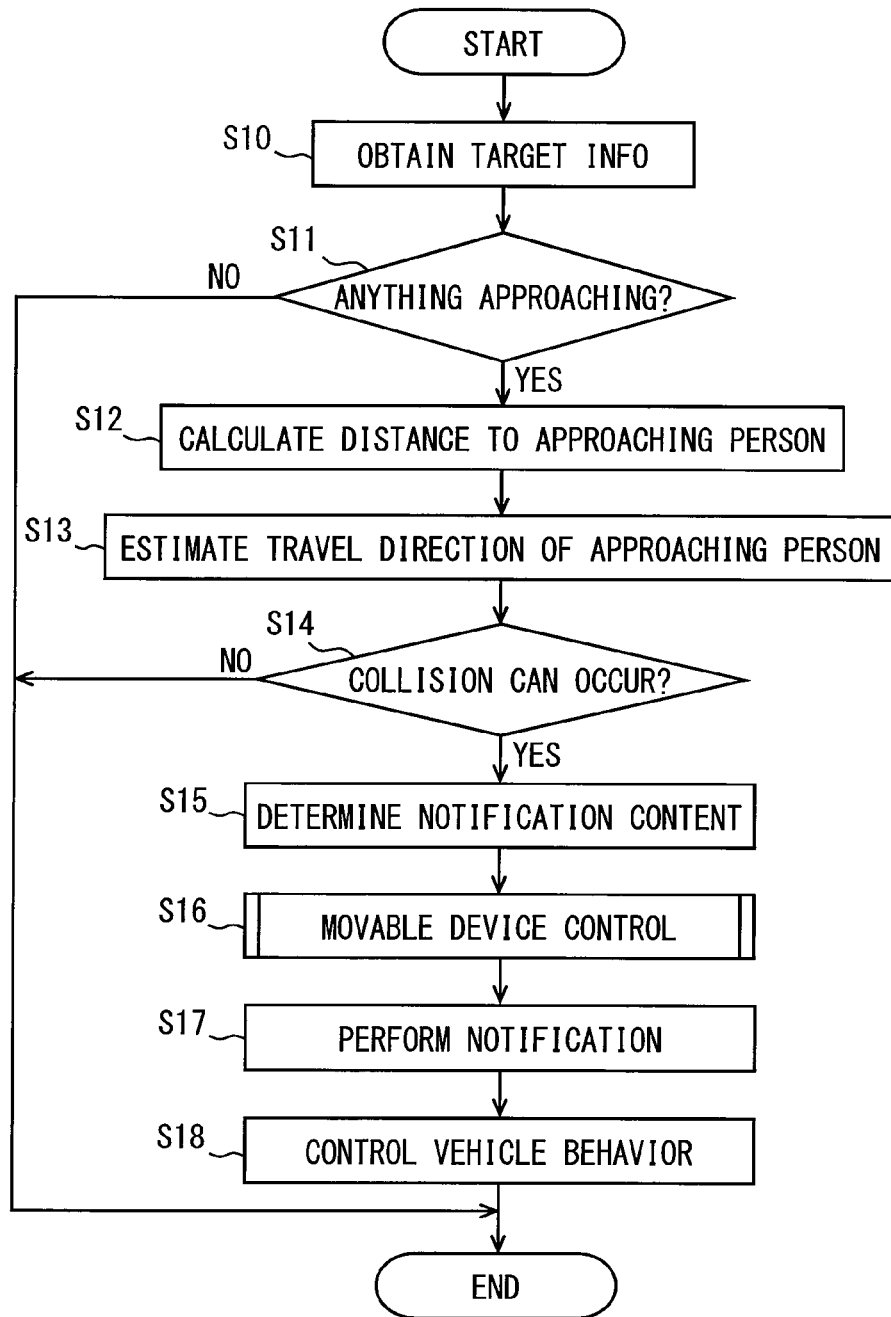 START
S10
OBTAIN TARGET INFO
S11
NO
ANYTHING APPROACHING?
YES
S12
CALCULATE DISTANCE TO APPROACHING PERSON
S13
ESTIMATE TRAVEL DIRECTION OF APPROACHING PERSON
S14
NO
COLLISION CAN OCCUR?
YES
S15
DETERMINE NOTIFICATION CONTENT
S16
MOVABLE DEVICE CONTROL
S17
PERFORM NOTIFICATION
S18
CONTROL VEHICLE BEHAVIOR
END